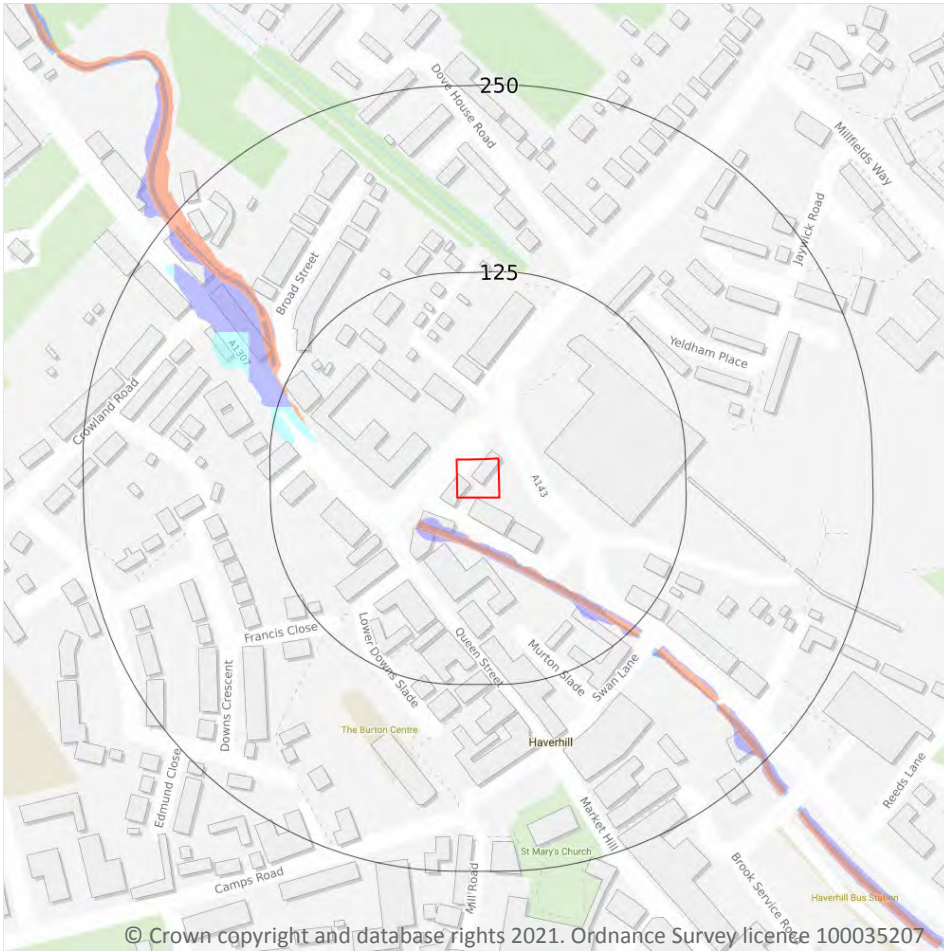 250
Dove House Road
Millfields Way
Jaywick Road
Broad Street
125
Yeldham Place
A1307
Crowland Road
A143
Francis Close
Lower Downs Slade
Queen Street
Murton Slade
Swan Lane
Downs Crescent
The Burton Centre
Haverhill
Edmund Close
Reeds Lane
Market Hill
St Mary's Church
Camps Road
Mill Road
Brook Service Roa
Haverhill Bus Station
© Crown copyright and database rights 2021. Ordnance Survey licence 100035207